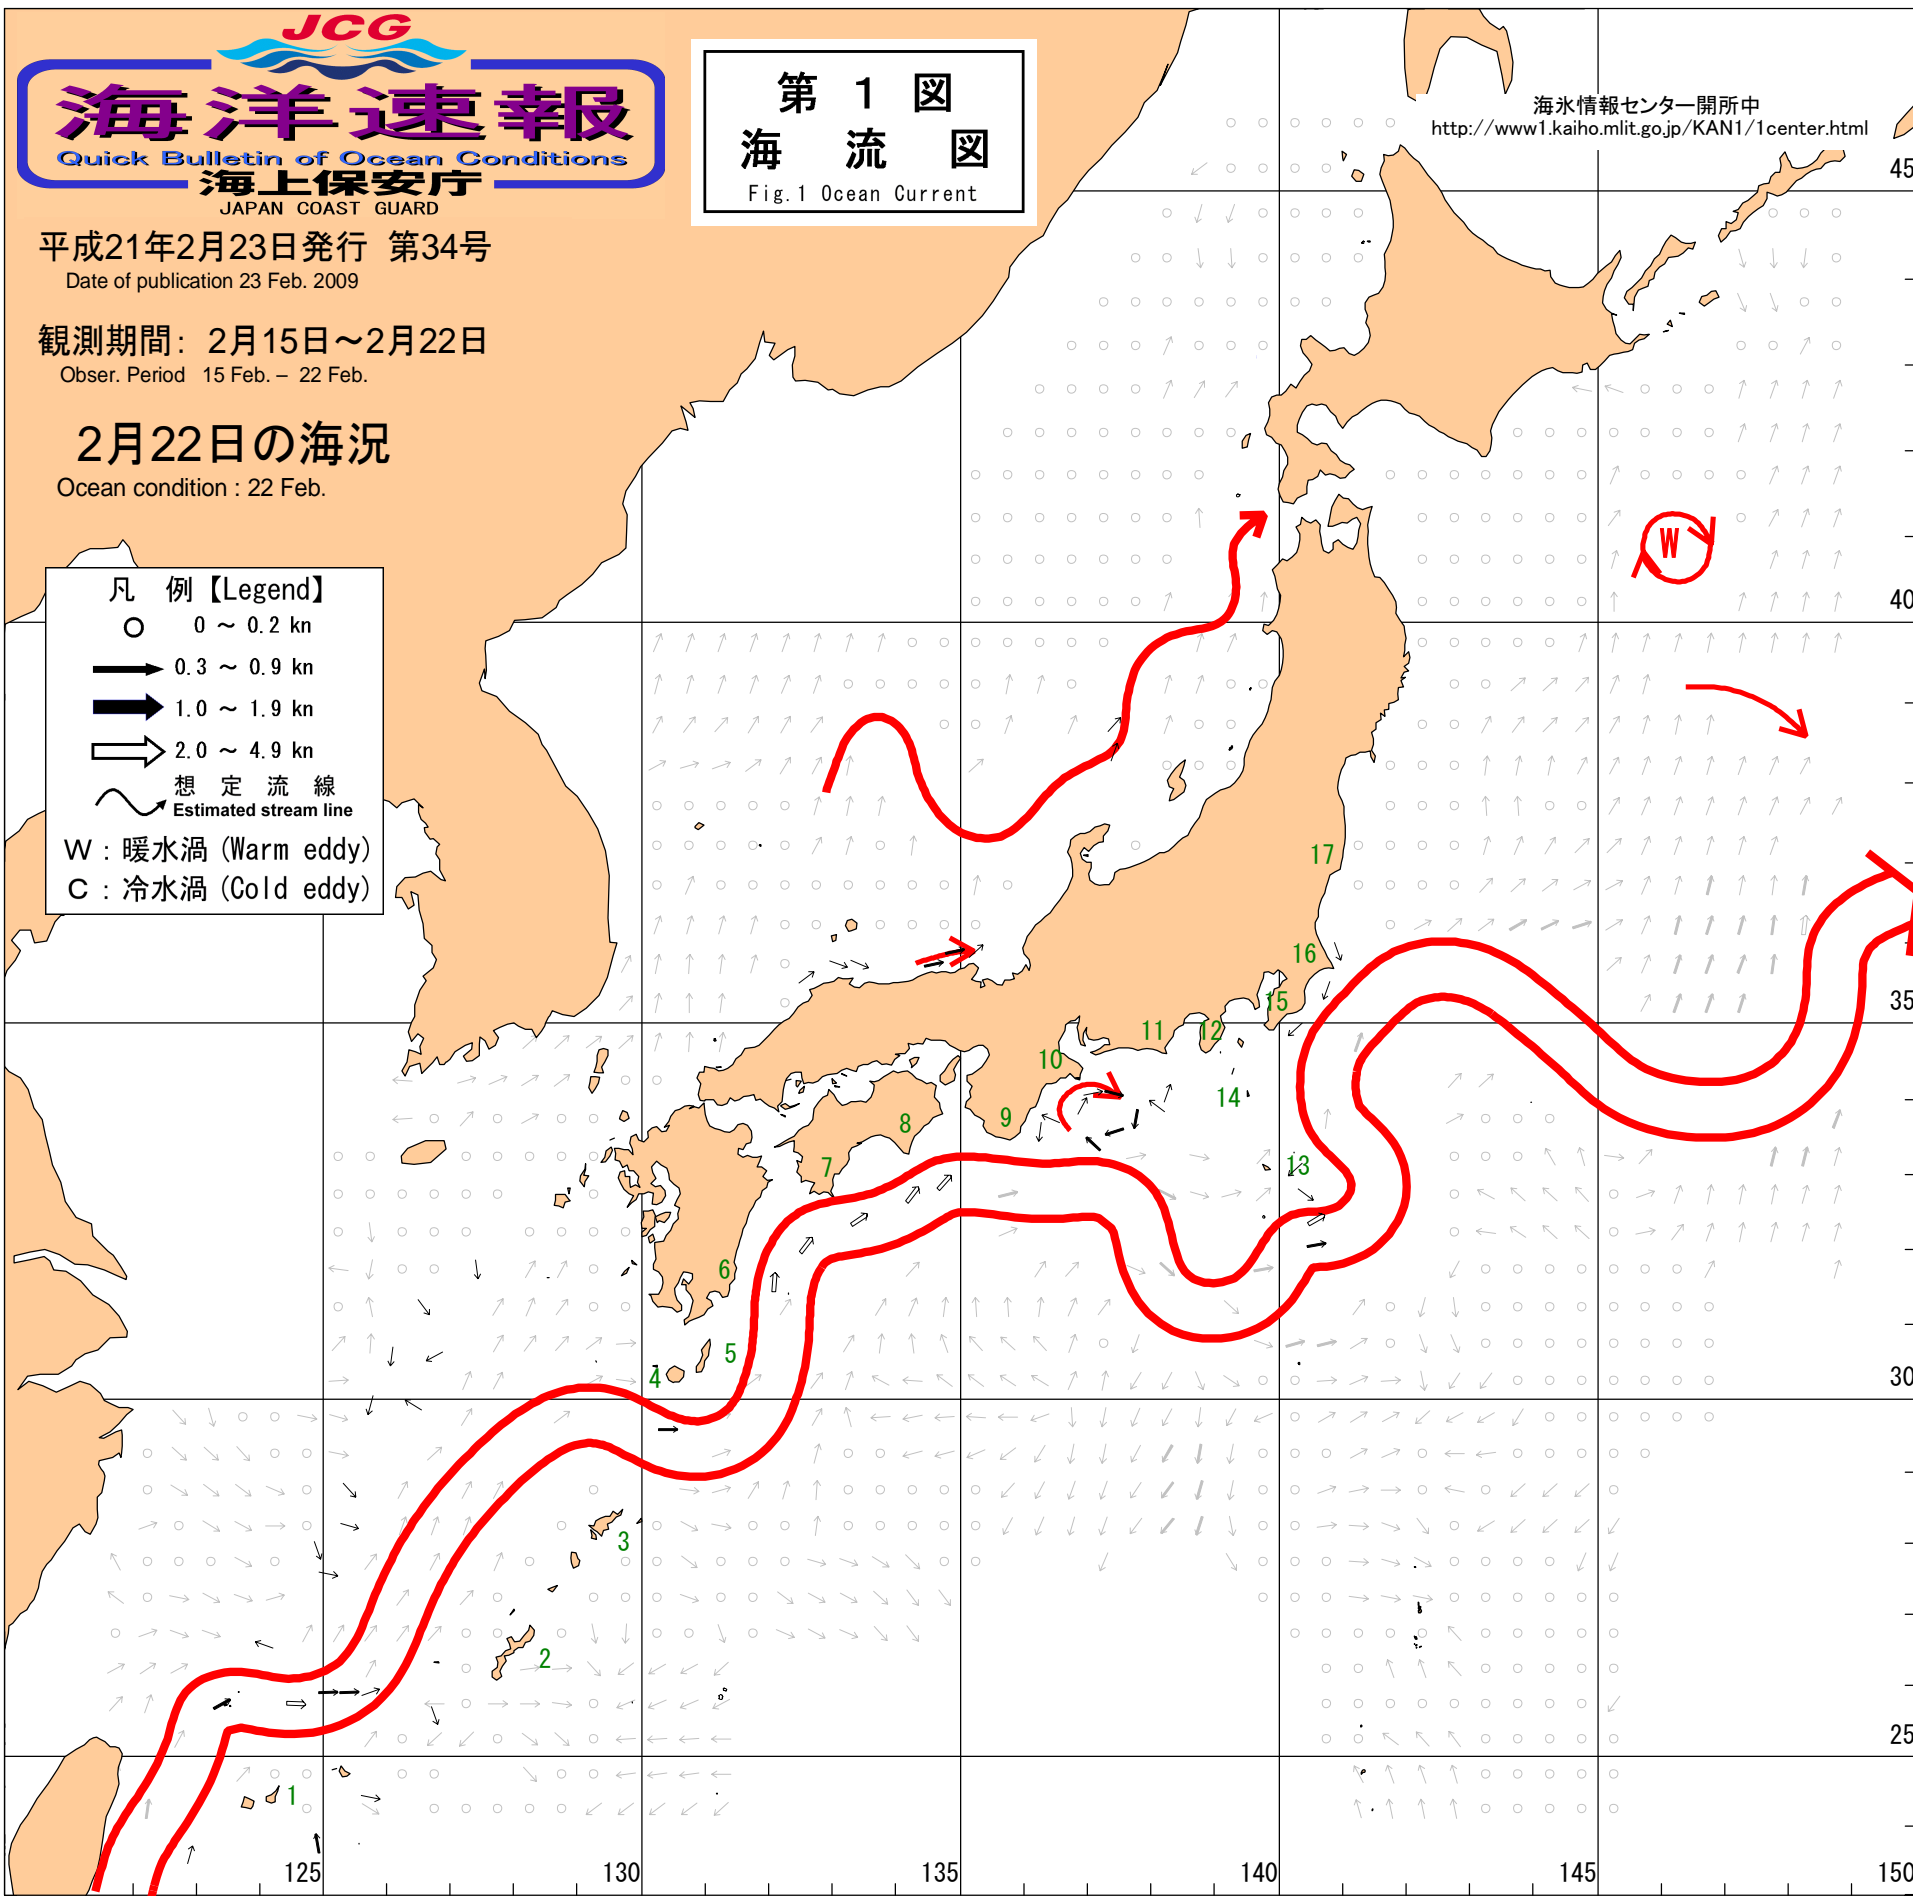 JCG
海洋速報
Quick Bulletin of Ocean Conditions
海上保安庁
JAPAN COAST GUARD
平成21年2月23日発行 第34号
Date of publication 23 Feb. 2009
観測期間： 2月15日～2月22日
Obser. Period 15 Feb. – 22 Feb.
2月22日の海況
Ocean condition : 22 Feb.
第 1 図
海 流 図
Fig.1 Ocean Current
海氷情報センター開所中
http://www1.kaiho.mlit.go.jp/KAN1/1center.html
凡 例【Legend】
0 ～ 0.2 kn
0.3 ～ 0.9 kn
1.0 ～ 1.9 kn
2.0 ～ 4.9 kn
想 定 流 線
Estimated stream line
W : 暖水渦 (Warm eddy)
C : 冷水渦 (Cold eddy)
45
W
40
17
16
35
15
12
11
10
14
9
8
13
7
6
5
4
30
3
2
25
1
125
130
135
140
145
150